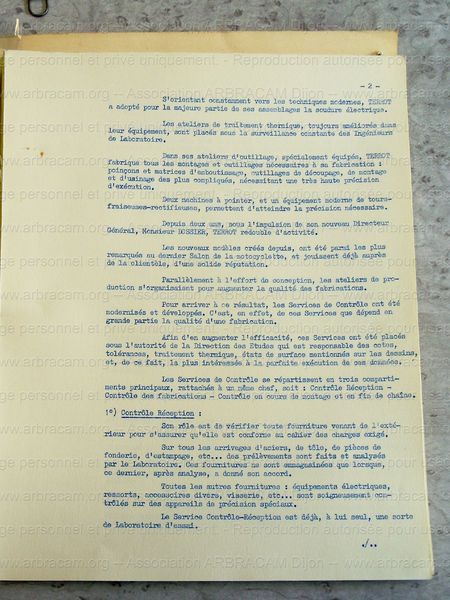 - 2 -
S'orientant constamment vers les techniques modernes, TERROT
a adopté pour la majeure partie de ses assemblages la soudure électrique.
Les ateliers de traitement thermique, toujours améliorés dans
leur équipement, sont placés sous la surveillance constante des Ingénieurs
de Laboratoire.
Dans ses ateliers d'outillage, spécialement équipés, TERROT
fabrique tous les montages et outillages nécessaires à sa fabrication :
poinçons et matrices d'emboutissage, outillages de découpage, de montage
et d'usinage des plus compliqués, nécessitant une très haute précision
d'exécution.
Deux machines à pointer, et un équipement moderne de tours-
fraiseuses-rectifieuses, permettent d'atteindre la précision nécessaire.
Depuis deux ans, sous l'impulsion de son nouveau Directeur
Général, Monsieur DOSSIER, TERROT redouble d'activité.
Les nouveaux modèles créés depuis, ont été parmi les plus
remarqués au dernier Salon de la motocyclette, et jouissent déjà auprès
de la clientèle, d'une solide réputation.
Parallèlement à l'effort de conception, les ateliers de pro-
duction s'organisaient pour augmenter la qualité des fabrications.
Pour arriver à ce résultat, les Services de Contrôle ont été
modernisés et développés. C'est, en effet, de ces Services que dépend en
grande partie la qualité d'une fabrication.
Afin d'en augmenter l'efficacité, ces Services ont été placés
sous l'autorité de la Direction des Etudes qui est responsable des cotes,
tolérances, traitement thermique, états de surface mentionnés sur les dessins,
et, de ce fait, la plus intéressée à la parfaite exécution de ces données.
Les Services de Contrôle se répartissent en trois comparti-
ments principaux, rattachés à un même chef, soit : Contrôle Réception -
Contrôle des fabrications - Contrôle en cours de montage et en fin de chaîne.
1°) Contrôle Réception :
Son rôle est de vérifier toute fourniture venant de l'exté-
rieur pour s'assurer qu'elle est conforme au cahier des charges exigé.
Sur tous les arrivages d'aciers, de tôle, de pièces de
fonderie, d'estampage, etc... des prélèvements sont faits et analysés
par le Laboratoire. Ces fournitures ne sont emmagasinées que lorsque,
ce dernier, après analyse, a donné son accord.
Toutes les autres fournitures : équipements électriques,
ressorts, accessoires divers, visserie, etc... sont soigneusement con-
trôlés sur des appareils de précision spéciaux.
Le Service Contrôle-Réception est déjà, à lui seul, une sorte
de Laboratoire d'essai.
./..